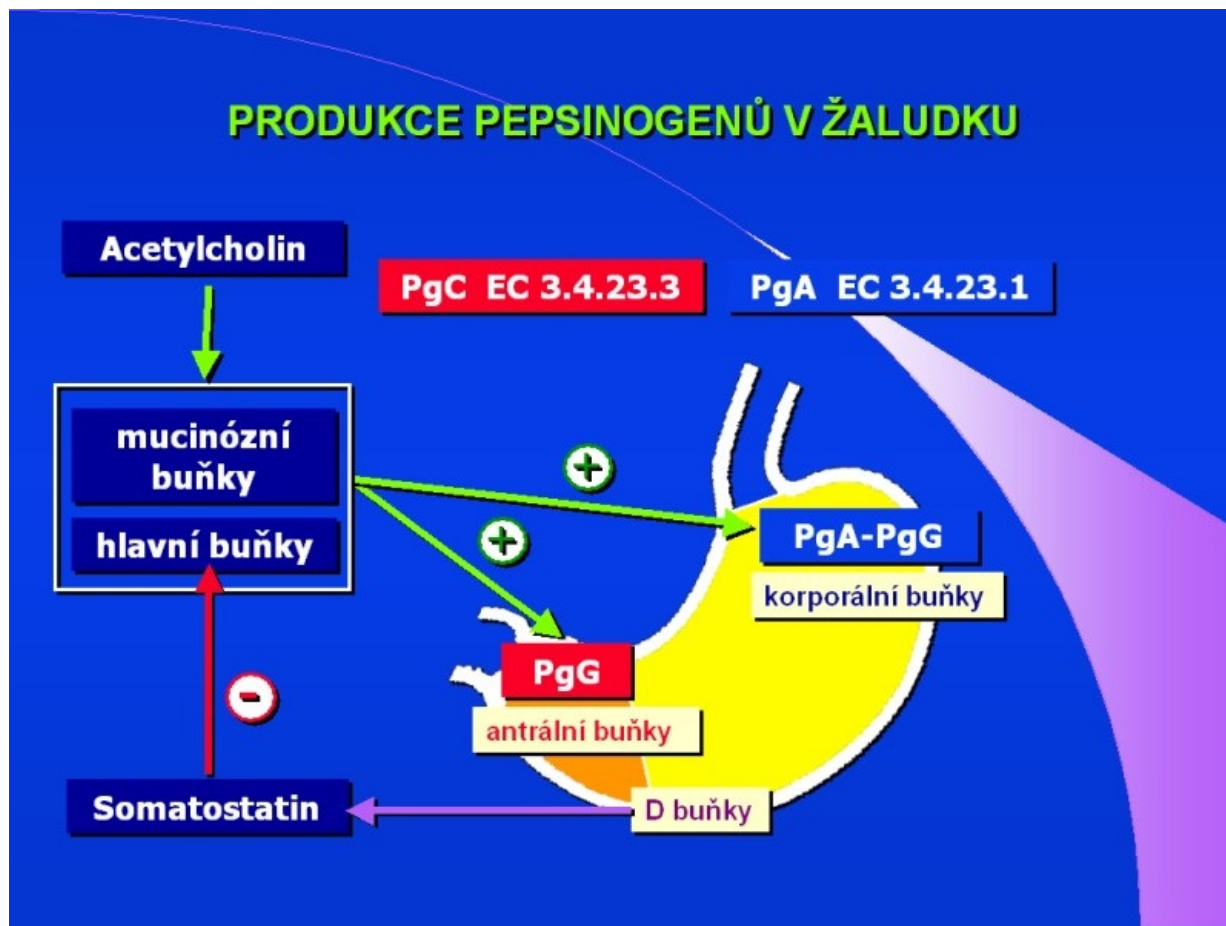 PRODUKCE PEPSINOGENŮ V ŽALUDKU
Acetylcholin
PgC EC 3.4.23.3
PgA EC 3.4.23.1
mucinózní
buňky
hlavní buňky
+
+
PgA-PgG
korporální buňky
PgG
antrální buňky
-
Somatostatin
D buňky